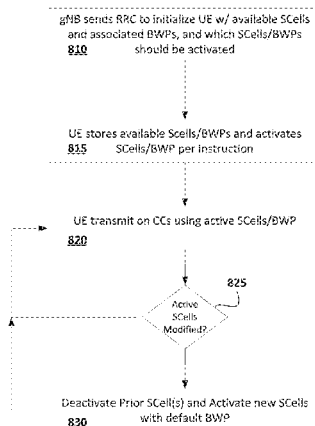 gNB sends RRC to initialize UE w/ available SCells
and associated BWPs, and which SCells/BWPs
810 should be activated
UE stores available Scells/BWPs and activates
815 SCells/BWP per instruction
UE transmit on CCs using active SCells/BWP
820
825
Active
SCells
Modified?
Deactivate Prior SCell(s) and Activate new SCells
with default BWP
830